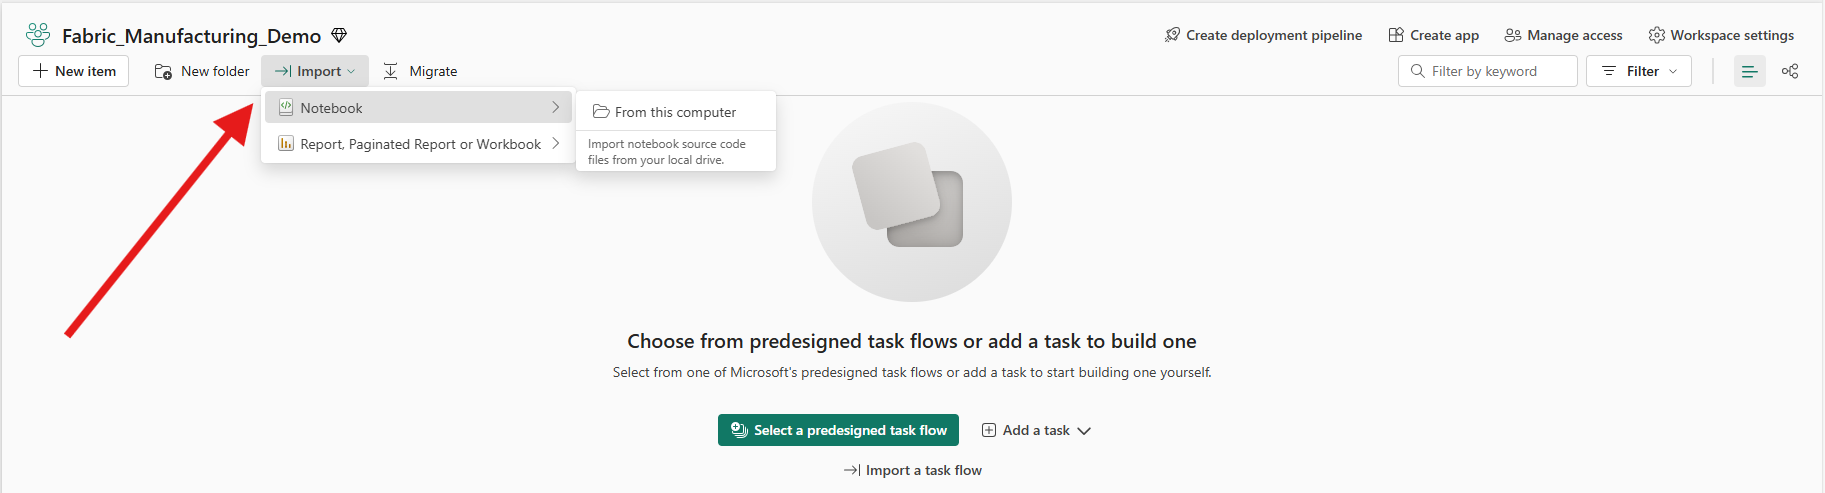 Fabric_Manufacturing_Demo
Create deployment pipeline
Create app
Manage access
Workspace settings
New item
New folder
Import
Migrate
Filter by keyword
Filter
Notebook
From this computer
Import notebook source code
files from your local drive.
Report, Paginated Report or Workbook
Choose from predesigned task flows or add a task to build one
Select from one of Microsoft's predesigned task flows or add a task to start building one yourself.
Select a predesigned task flow
Add a task
Import a task flow